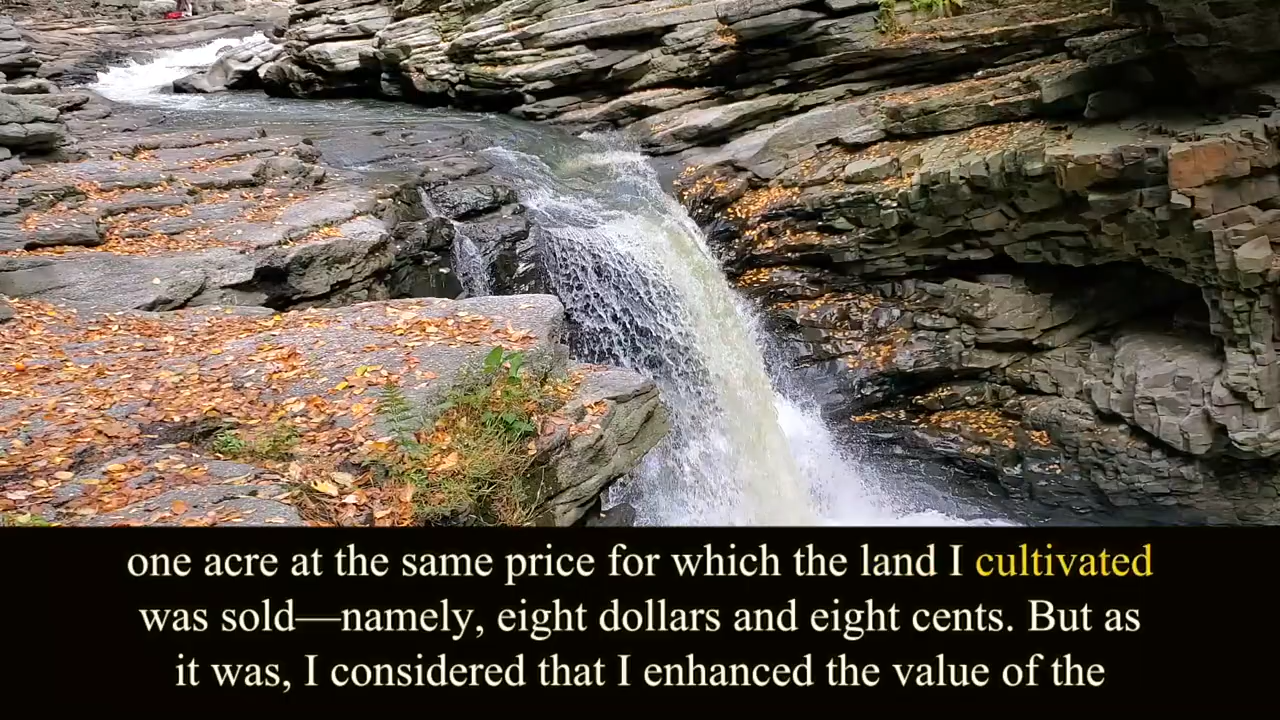 one acre at the same price for which the land I cultivated
was sold—namely, eight dollars and eight cents. But as
it was, I considered that I enhanced the value of the